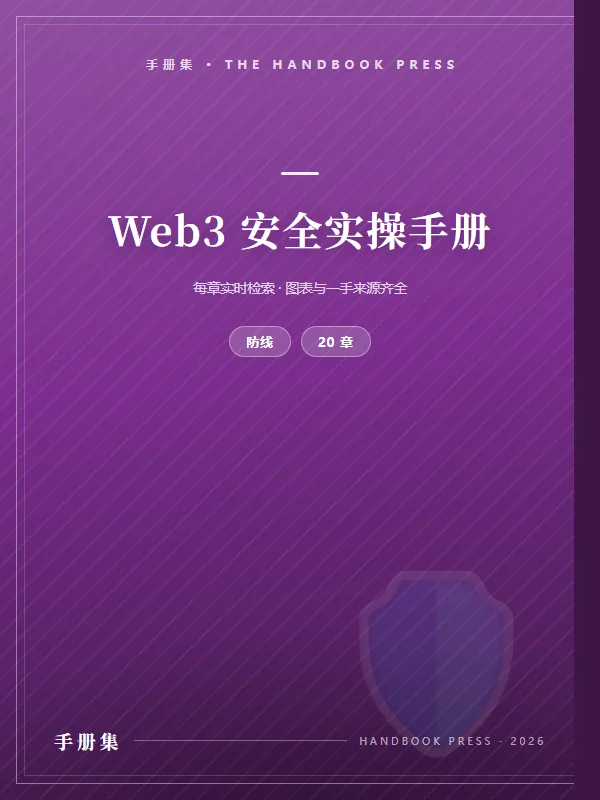 手册集 · THE HANDBOOK PRESS
Web3 安全实操手册
每章实时检索 · 图表与一手来源齐全
防线
20 章
手册集
HANDBOOK PRESS · 2026